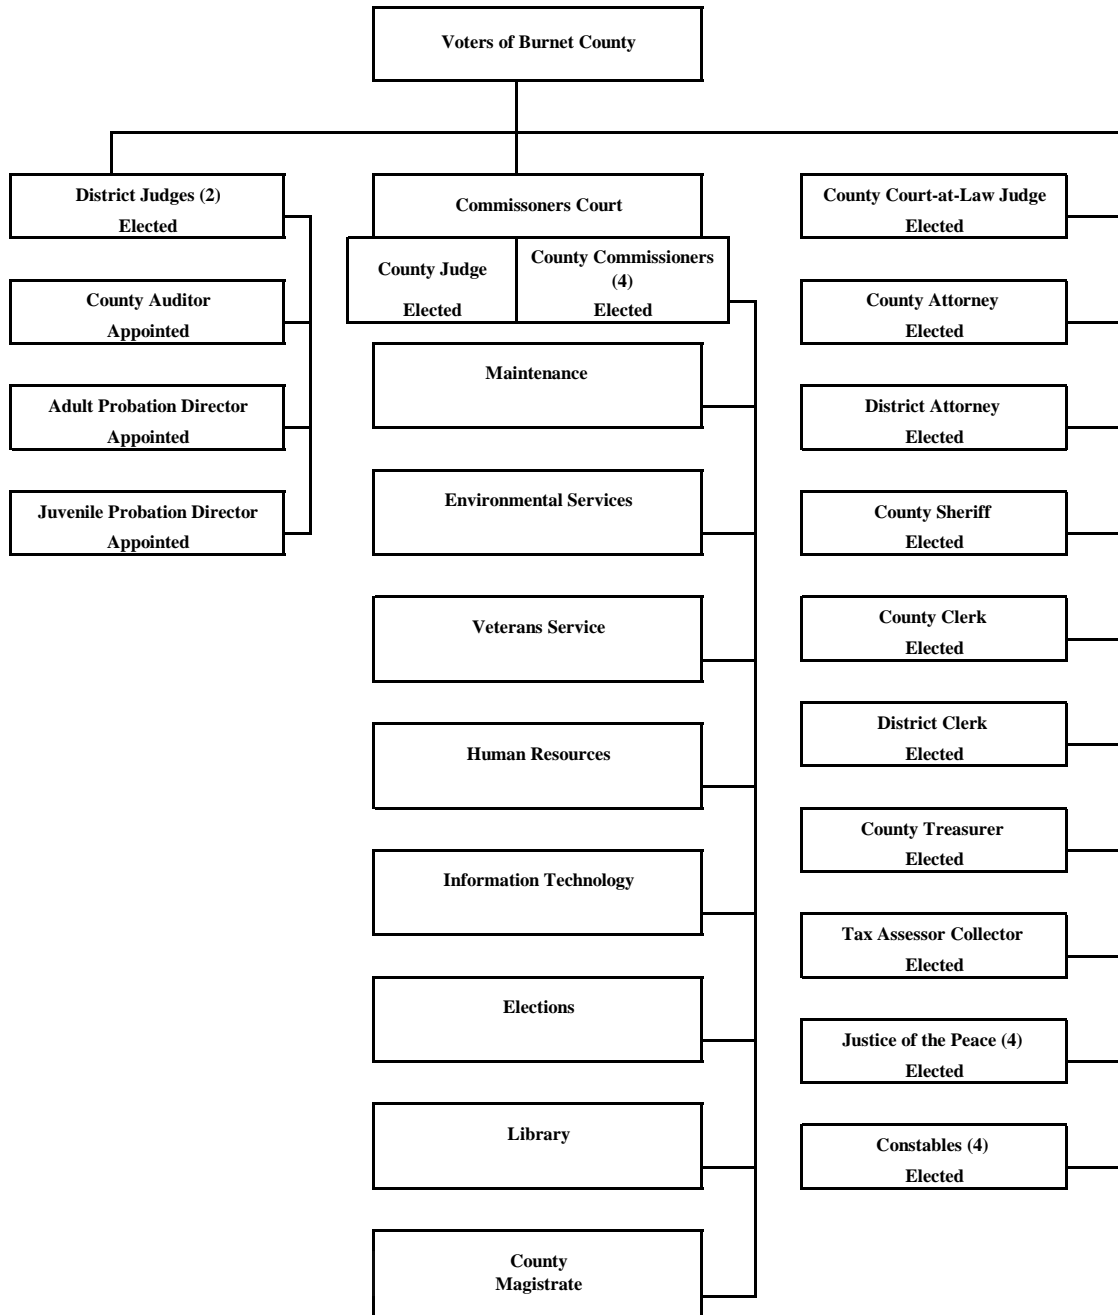 Voters of Burnet County
District Judges (2)
Elected
County Auditor
Appointed
Adult Probation Director
Appointed
Juvenile Probation Director
Appointed
Commissoners Court
County Judge
Elected
County Commissioners
(4)
Elected
Maintenance
Environmental Services
Veterans Service
Human Resources
Information Technology
Elections
Library
County
Magistrate
County Court-at-Law Judge
Elected
County Attorney
Elected
District Attorney
Elected
County Sheriff
Elected
County Clerk
Elected
District Clerk
Elected
County Treasurer
Elected
Tax Assessor Collector
Elected
Justice of the Peace (4)
Elected
Constables (4)
Elected